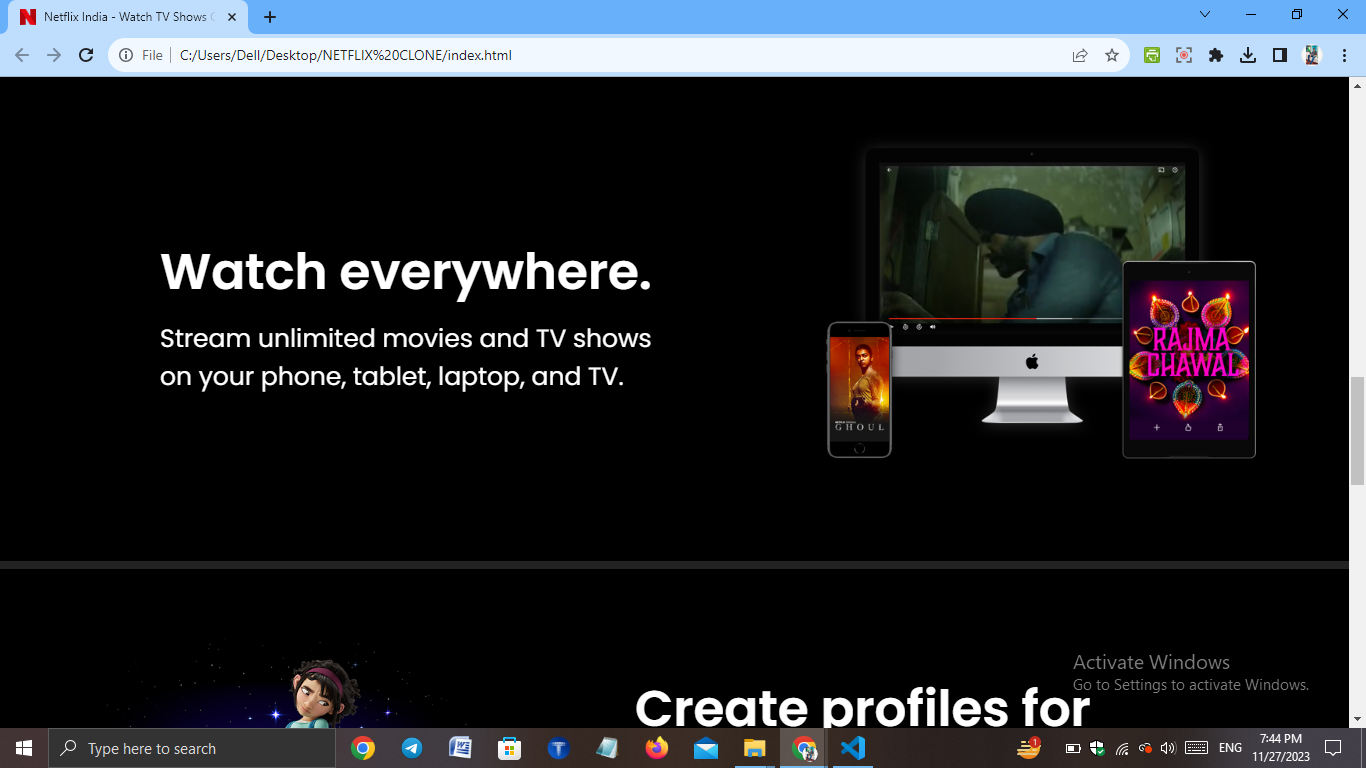 Netflix India - Watch TV Shows
File
C:/Users/Dell/Desktop/NETFLIX%20CLONE/index.html
Watch everywhere.
Stream unlimited movies and TV shows
on your phone, tablet, laptop, and TV.
RAJMA
CHAWAL
GHOUL
Create profiles for
Activate Windows
Go to Settings to activate Windows.
Type here to search
1
ENG
7:44 PM
11/27/2023